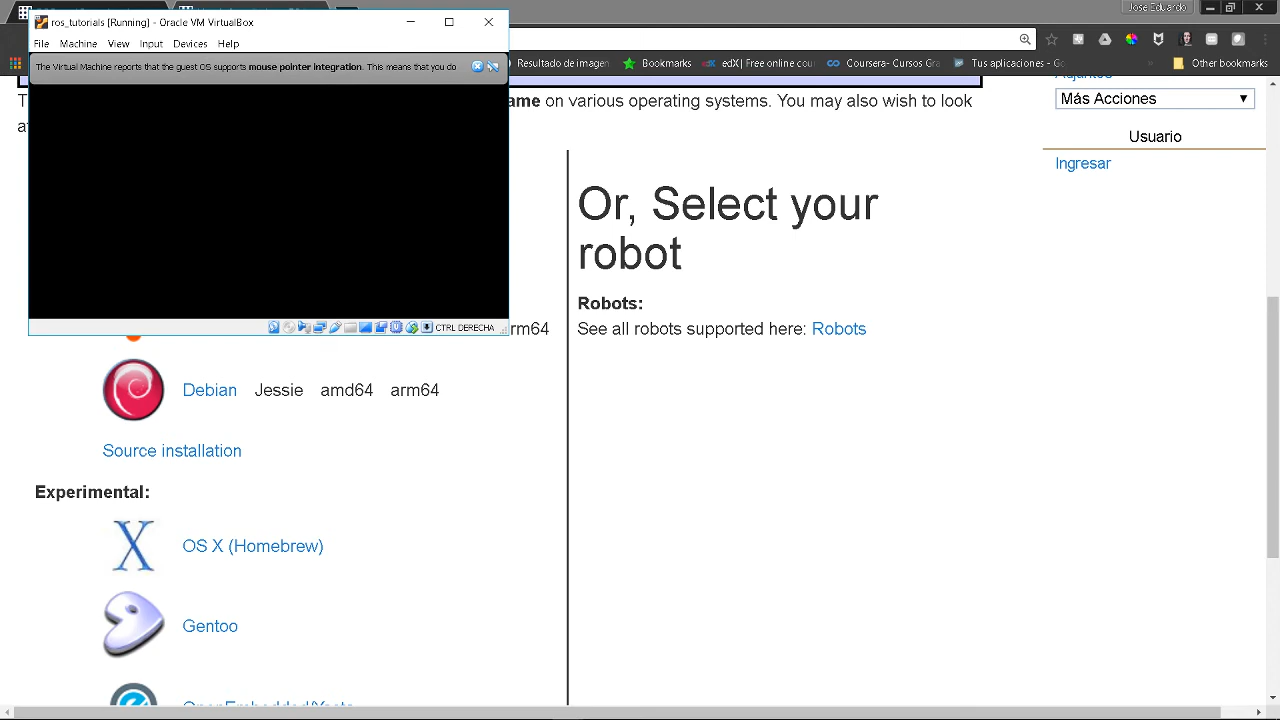 Jose Eduardo
ros_tutorials [Running] - Oracle VM VirtualBox
File Machine View Input Devices Help
The Virtual Machine reports that the guest OS supports mouse pointer integration. This means that you do
Resultado de imagen
Bookmarks
edX | Free online cou
Coursera- Cursos Gra
Tus aplicaciones - Go
Otros bookmarks
Adjuntos
Más Acciones
Usuario
Ingresar
ame on various operating systems. You may also wish to look
Or, Select your
robot
Robots:
See all robots supported here: Robots
CTRL DERECHA
rm64
Debian Jessie amd64 arm64
Source installation
Experimental:
OS X (Homebrew)
Gentoo